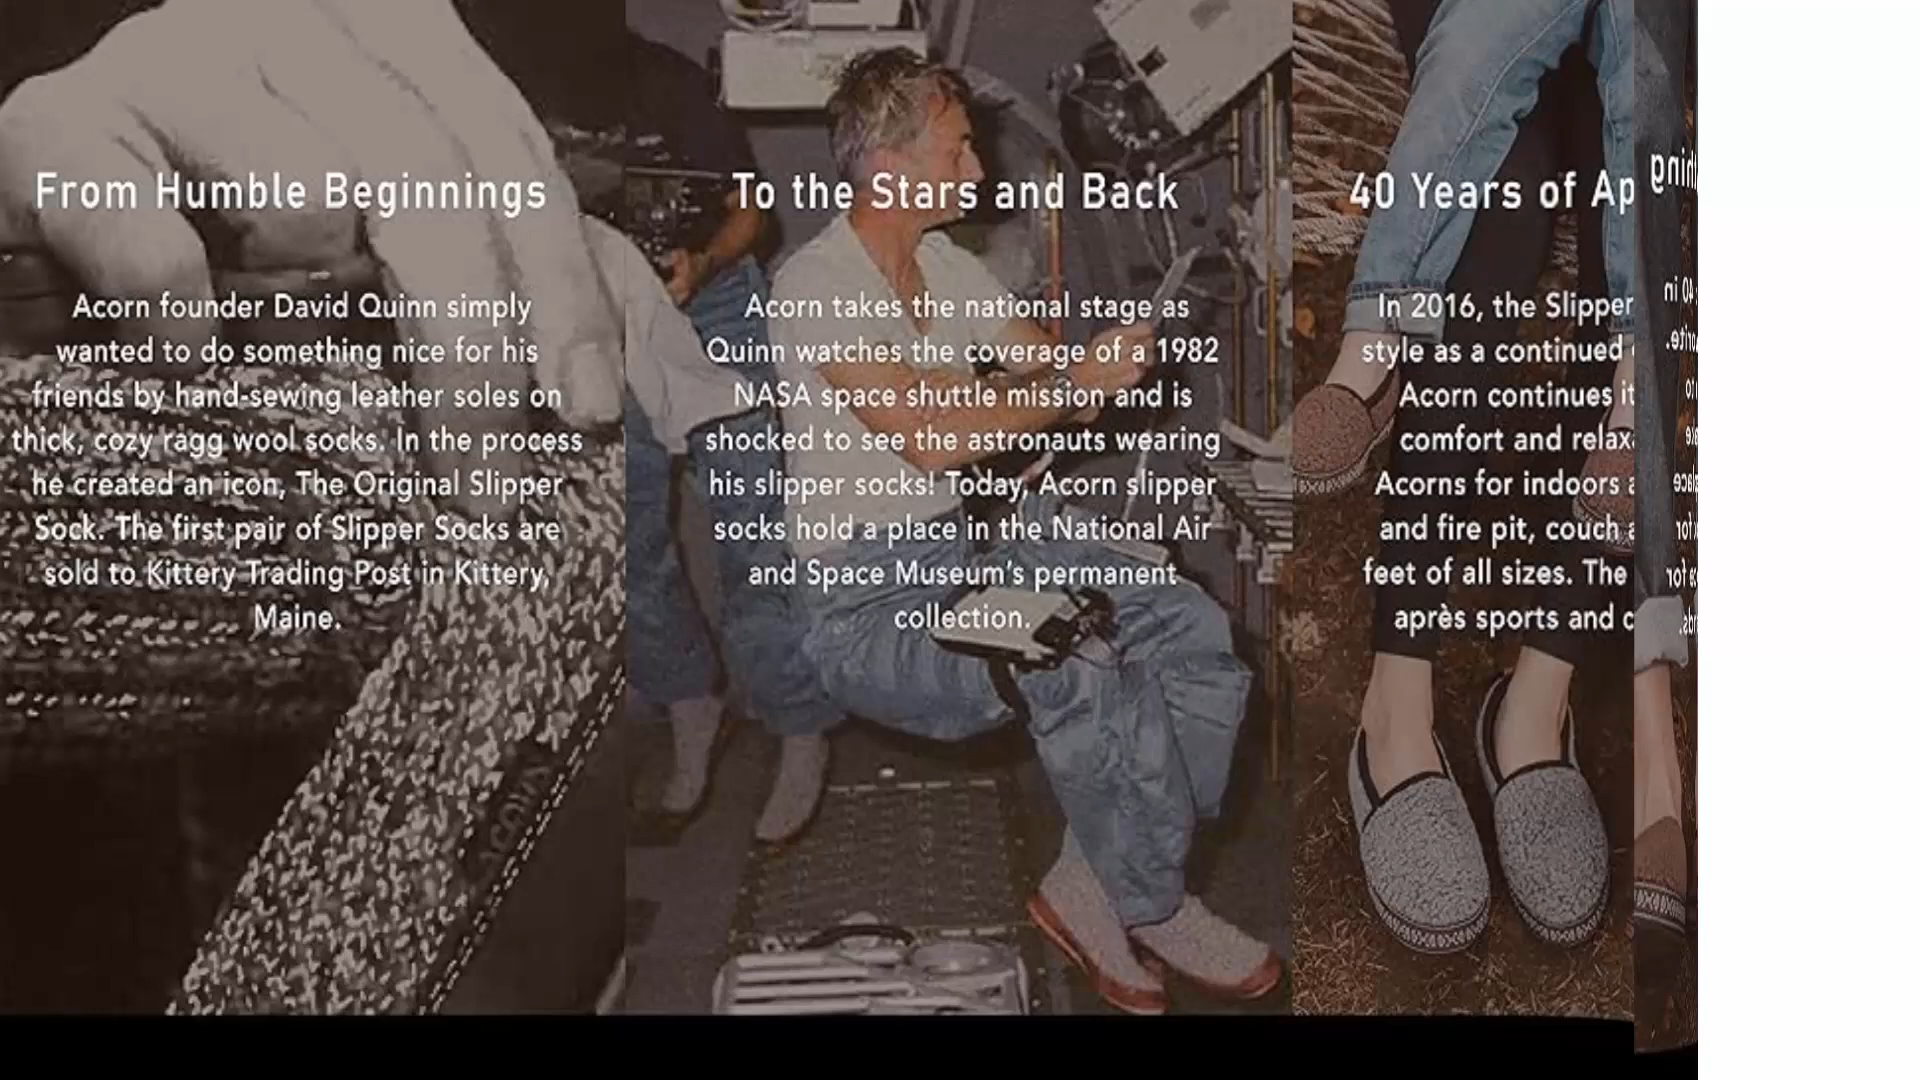 From Humble Beginnings
Acorn founder David Quinn simply
wanted to do something nice for his
friends by hand-sewing leather soles on
thick, cozy ragg wool socks. In the process
he created an icon, The Original Slipper
Sock. The first pair of Slipper Socks are
sold to Kittery Trading Post in Kittery,
Maine.
To the Stars and Back
Acorn takes the national stage as
Quinn watches the coverage of a 1982
NASA space shuttle mission and is
shocked to see the astronauts wearing
his slipper socks! Today, Acorn slipper
socks hold a place in the National Air
and Space Museum's permanent
collection.
40 Years of
In 2016, the Slipper
style as a continued
Acorn continues
comfort and
Acorns for indoors
and fire pit, couch
feet of all sizes. The
après sports and
ACORN